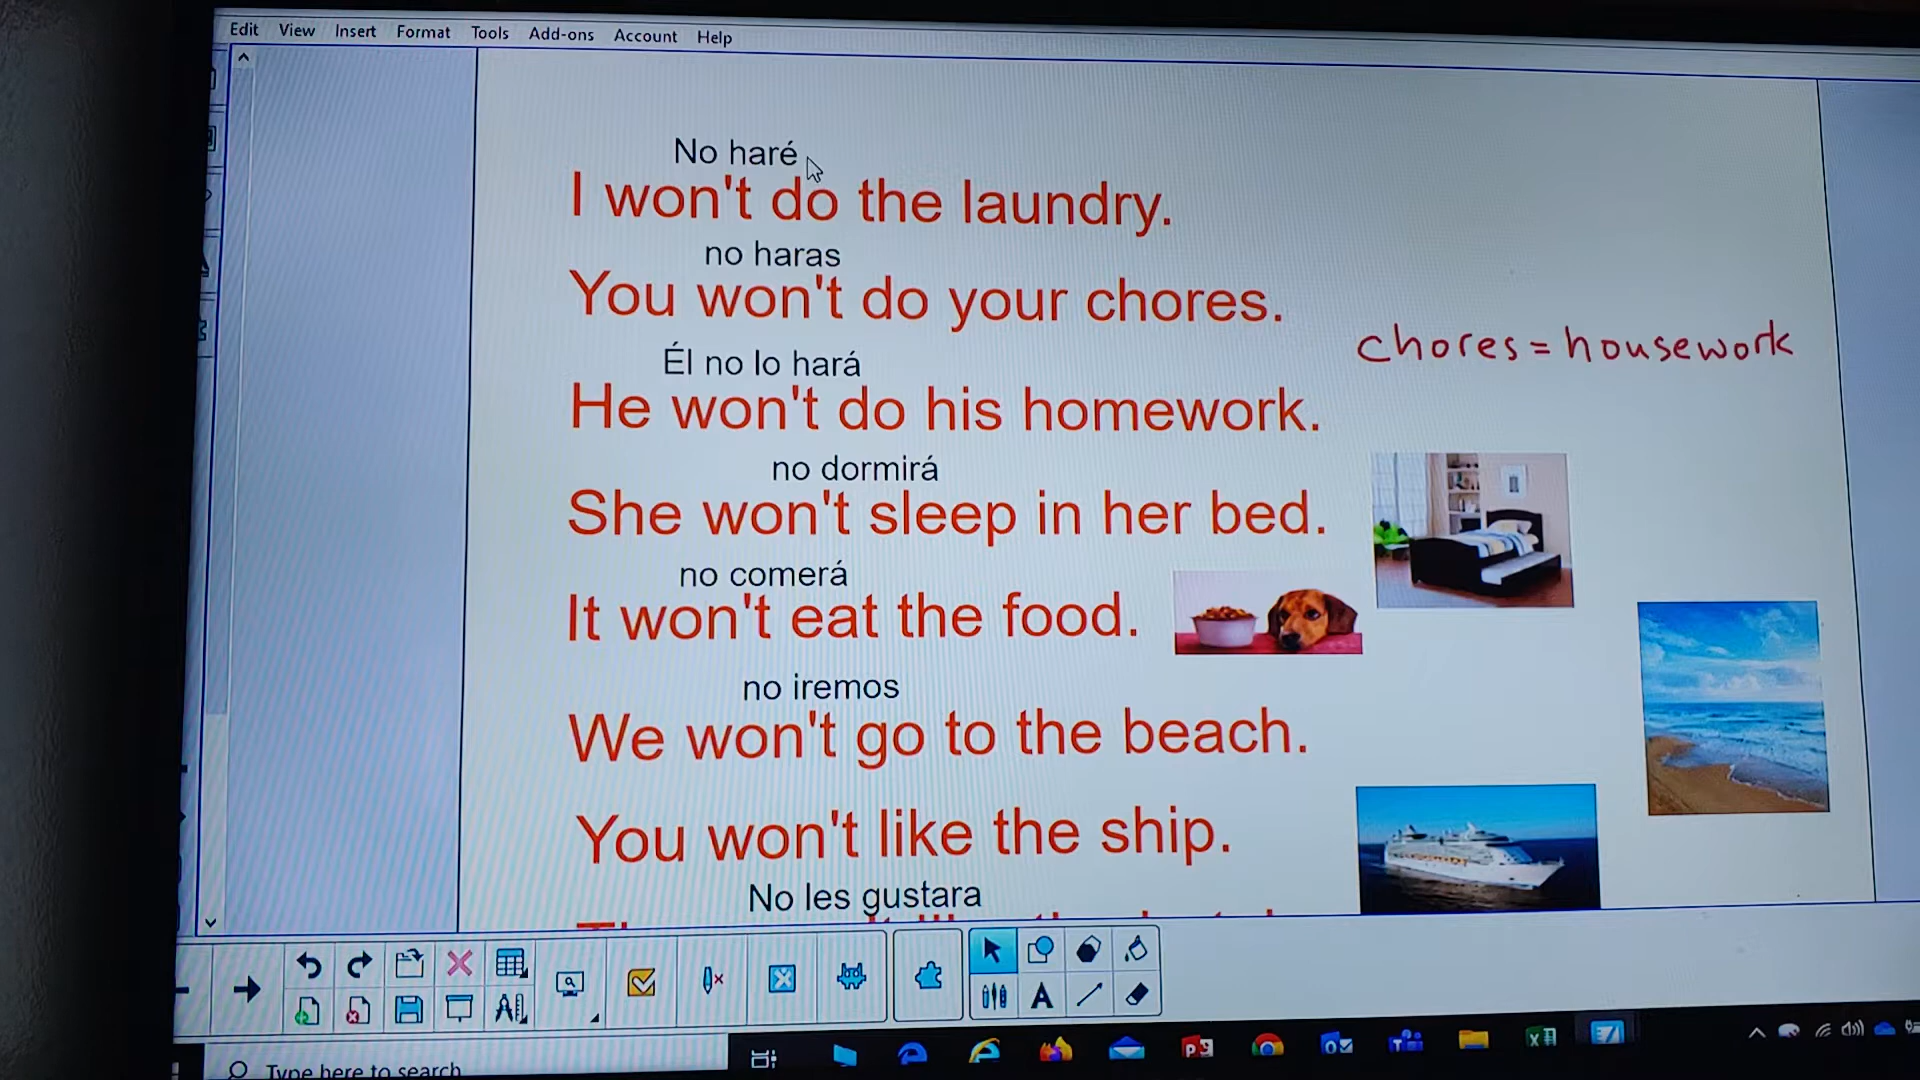 Edit View Insert Format Tools Add-ons Account Help
No haré
I won't do the laundry.
no haras
You won't do your chores.
chores = housework
Él no lo hará
He won't do his homework.
no dormirá
She won't sleep in her bed.
no comerá
It won't eat the food.
no iremos
We won't go to the beach.
You won't like the ship.
No les gustara
Type here to search